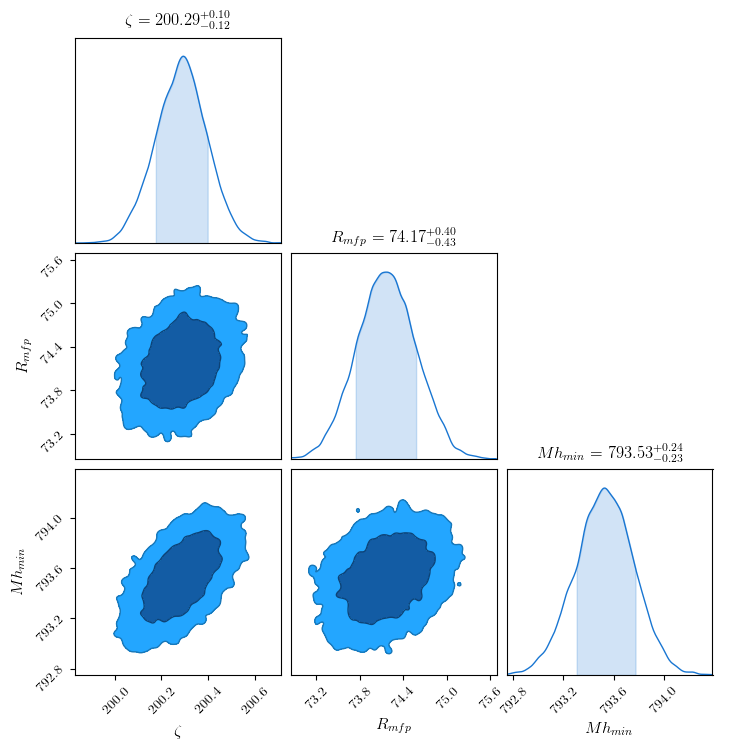 ζ = 200.29^{+0.10}_{-0.12}
R_{mfp} = 74.17^{+0.40}_{-0.43}
75.6
75.0
74.4
73.8
73.2
R_{mfp}
Mh_{min} = 793.53^{+0.24}_{-0.23}
794.0
793.6
793.2
792.8
Mh_{min}
200.0 200.2 200.4 200.6
73.2 73.8 74.4 75.0 75.6
792.8 793.2 793.6 794.0
ζ
R_{mfp}
Mh_{min}